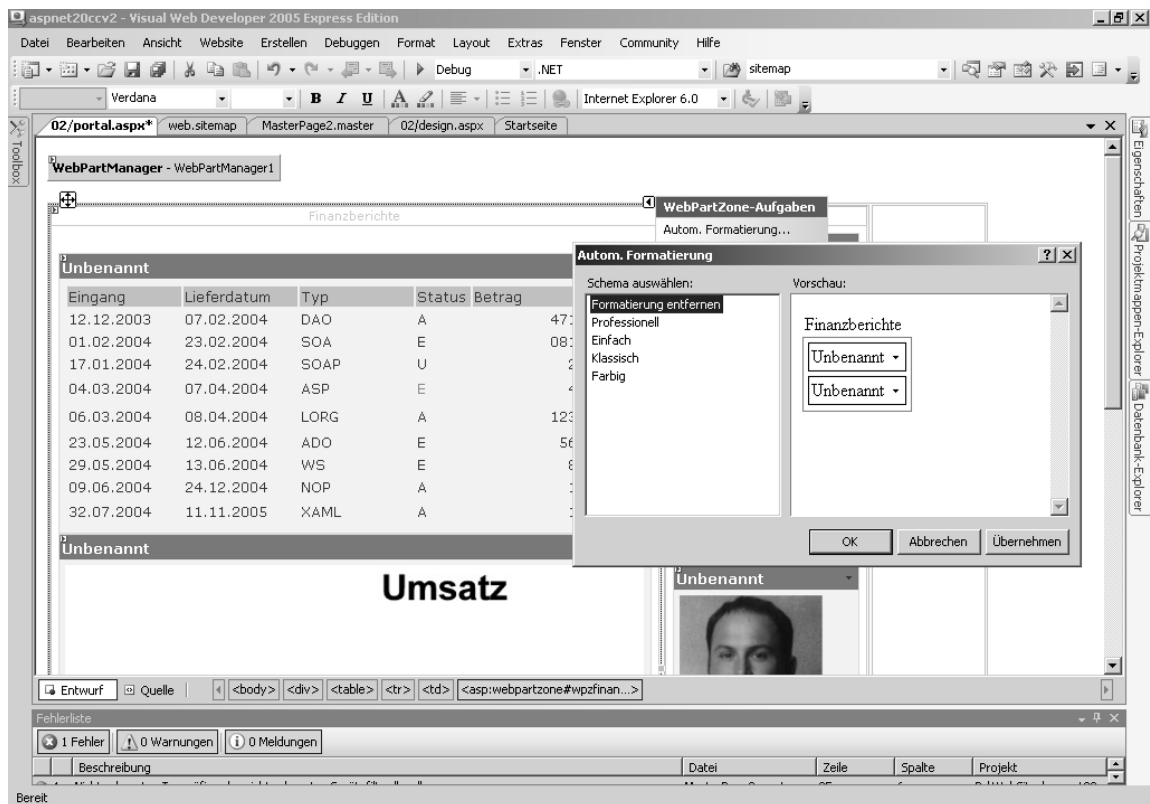 aspnet20ccv2 - Visual Web Developer 2005 Express Edition
Datei Bearbeiten Ansicht Website Erstellen Debuggen Format Layout Extras Fenster Community Hilfe
Debug .NET sitemap
Verdana B I U A Internet Explorer 6.0
Toolbox
02/portal.aspx* web.sitemap MasterPage2.master 02/design.aspx Startseite
Eigenschaften
Projektmappen-Explorer
Datenbank-Explorer
WebPartManager - WebPartManager1
Finanzberichte
WebPartZone-Aufgaben
Autom. Formatierung...
Unbenannt
Eingang Lieferdatum Typ Status Betrag
12.12.2003 07.02.2004 DAO A 471
01.02.2004 23.02.2004 SOA E 081
17.01.2004 24.02.2004 SOAP U
04.03.2004 07.04.2004 ASP E
06.03.2004 08.04.2004 LORG A 123
23.05.2004 12.06.2004 ADO E 56
29.05.2004 13.06.2004 WS E
09.06.2004 24.12.2004 NOP A
32.07.2004 11.11.2005 XAML A
Unbenannt
Umsatz
Autom. Formatierung
Schema auswählen:
Formatierung entfernen
Professionell
Einfach
Klassisch
Farbig
Vorschau:
Finanzberichte
Unbenannt
Unbenannt
OK Abbrechen Übernehmen
Unbenannt
Entwurf Quelle <body> <div> <table> <tr> <td> <asp:webpartzone#wpzfinan...>
Fehlerliste
1 Fehler 0 Warnungen 0 Meldungen
Beschreibung Datei Zeile Spalte Projekt
Bereit